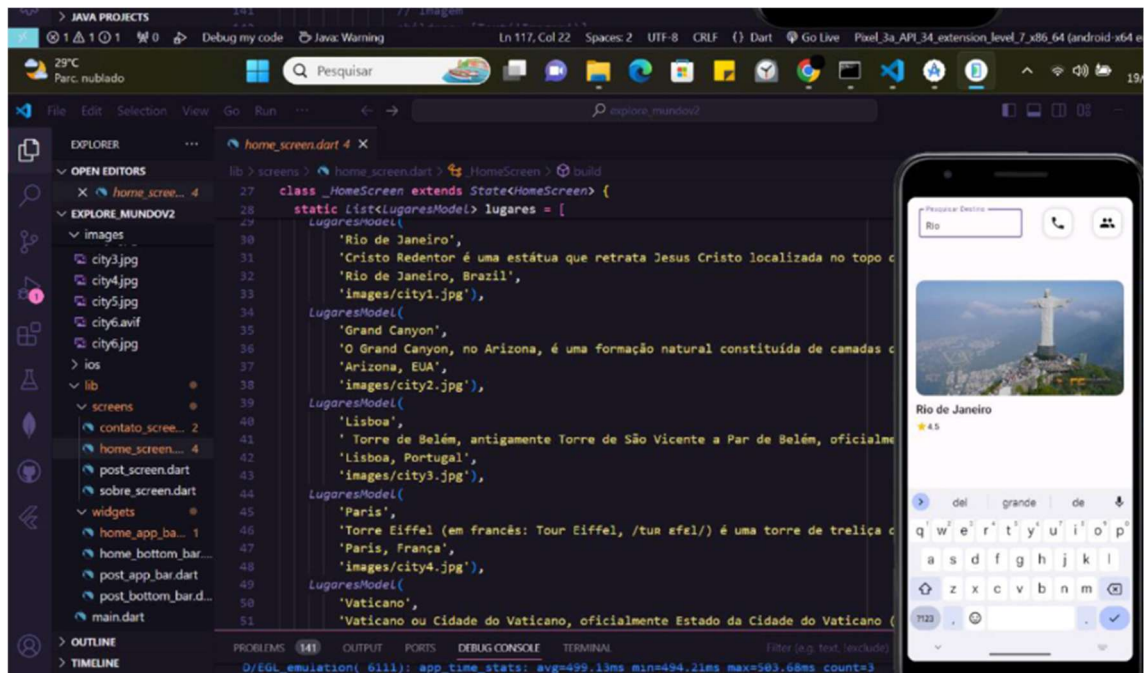 JAVA PROJECTS
141
// Imagem
1 1 0 1 0 Debug my code Java: Warning Ln 117, Col 22 Spaces: 2 UTF-8 CRLF {} Dart Go Live Pixel_3a_API_34_extension_level_7_x86_64 (android-x64
29°C
Parc. nublado
Pesquisar
19/
File Edit Selection View Go Run ... explore_mundov2
EXPLORER ...
home_screen.dart 4
OPEN EDITORS
home_scree... 4
EXPLORE_MUNDOV2
images
city3.jpg
city4.jpg
city5.jpg
city6.avif
city6.jpg
ios
lib
screens
contato_scree... 2
home_screen.... 4
post_screen.dart
sobre_screen.dart
widgets
home_app_ba... 1
home_bottom_bar....
post_app_bar.dart
post_bottom_bar.d...
main.dart
OUTLINE
TIMELINE
1
lib > screens > home_screen.dart > _HomeScreen > build
27 class _HomeScreen extends State<HomeScreen> {
28 static List<LugaresModel> lugares = [
29 LugaresModel(
30 'Rio de Janeiro',
31 'Cristo Redentor é uma estátua que retrata Jesus Cristo localizada no topo
32 'Rio de Janeiro, Brazil',
33 'images/city1.jpg'),
34 LugaresModel(
35 'Grand Canyon',
36 'O Grand Canyon, no Arizona, é uma formação natural constituída de camadas
37 'Arizona, EUA',
38 'images/city2.jpg'),
39 LugaresModel(
40 'Lisboa',
41 ' Torre de Belém, antigamente Torre de São Vicente a Par de Belém, oficialme
42 'Lisboa, Portugal',
43 'images/city3.jpg'),
44 LugaresModel(
45 'Paris',
46 'Torre Eiffel (em francês: Tour Eiffel, /tuʀ ɛfɛl/) é uma torre de treliça
47 'Paris, França',
48 'images/city4.jpg'),
49 LugaresModel(
50 'Vaticano',
51 'Vaticano ou Cidade do Vaticano, oficialmente Estado da Cidade do Vaticano (
PROBLEMS 141 OUTPUT PORTS DEBUG CONSOLE TERMINAL Filter (e.g. text, !exclude)
D/EGL_emulation( 6111): app_time_stats: avg=499.13ms min=494.21ms max=503.68ms count=3
Pesquisar Destino
Rio
Rio de Janeiro
4.5
del grande de
q w e r t y u i o p
a s d f g h j k l
z x c v b n m
?123 , .